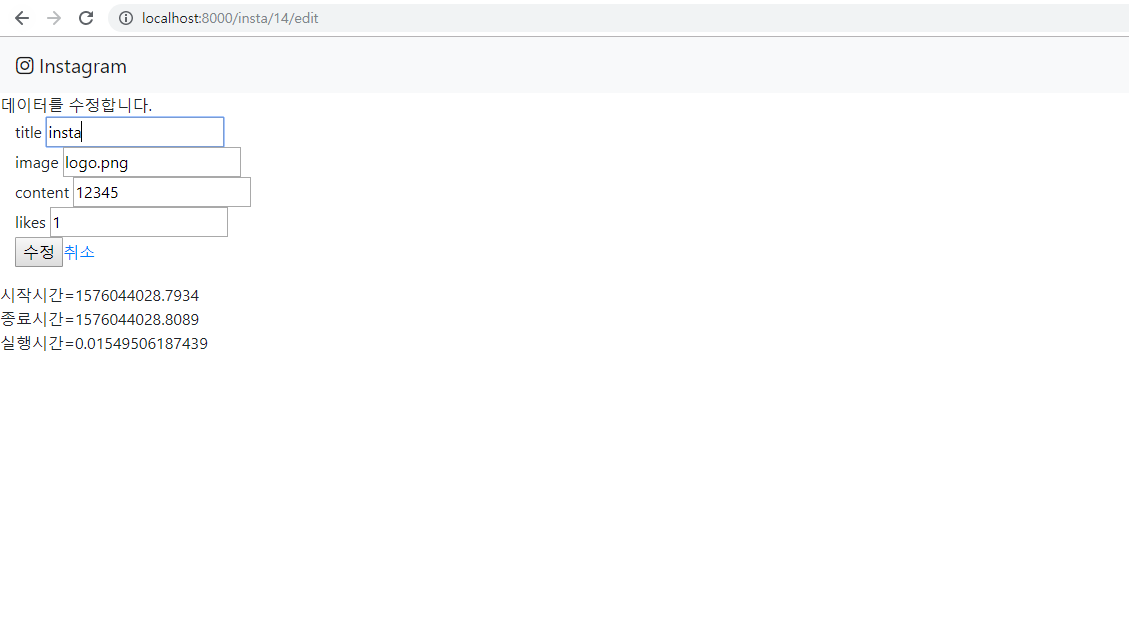 localhost:8000/insta/14/edit
Instagram
데이터를 수정합니다.
title insta
image logo.png
content 12345
likes 1
수정 취소
시작시간=1576044028.7934
종료시간=1576044028.8089
실행시간=0.01549506187439